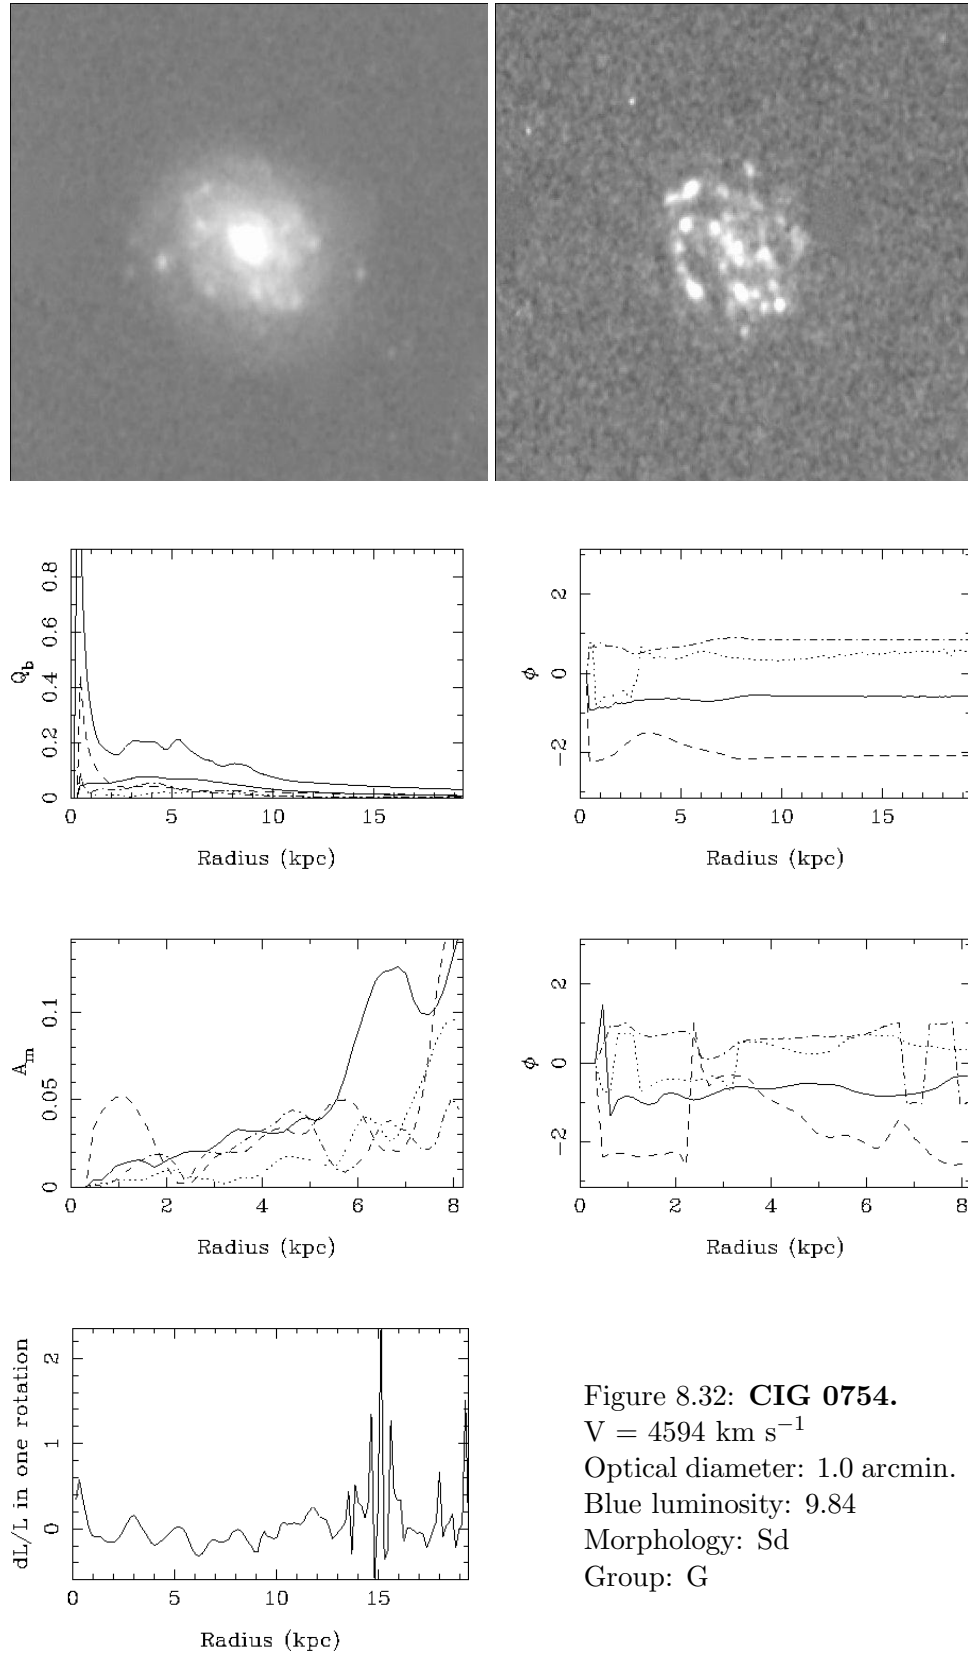 Q_b
0 0.2 0.4 0.6 0.8
0 5 10 15
Radius (kpc)
φ
-2 0 2
0 5 10 15
Radius (kpc)
A_m
0 0.05 0.1
0 2 4 6 8
Radius (kpc)
φ
-2 0 2
0 2 4 6 8
Radius (kpc)
dL/L in one rotation
0 1 2
0 5 10 15
Radius (kpc)
Figure 8.32: CIG 0754.
V = 4594 km s⁻¹
Optical diameter: 1.0 arcmin.
Blue luminosity: 9.84
Morphology: Sd
Group: G